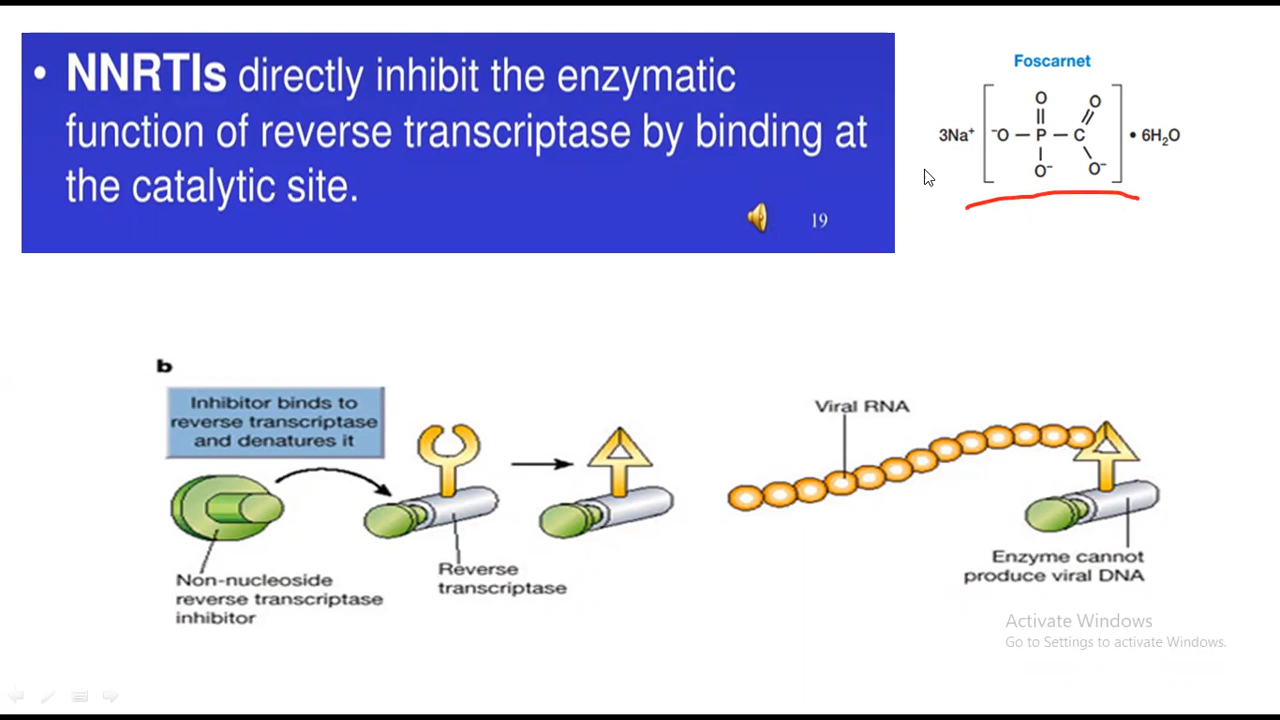 • NNRTIs directly inhibit the enzymatic
function of reverse transcriptase by binding at
the catalytic site.
19
Foscarnet
3Na⁺ [ ⁻O — P — C O O O⁻ O⁻ ] • 6H₂O
b
Inhibitor binds to
reverse transcriptase
and denatures it
Non-nucleoside
reverse transcriptase
inhibitor
Reverse
transcriptase
Viral RNA
Enzyme cannot
produce viral DNA
Activate Windows
Go to Settings to activate Windows.